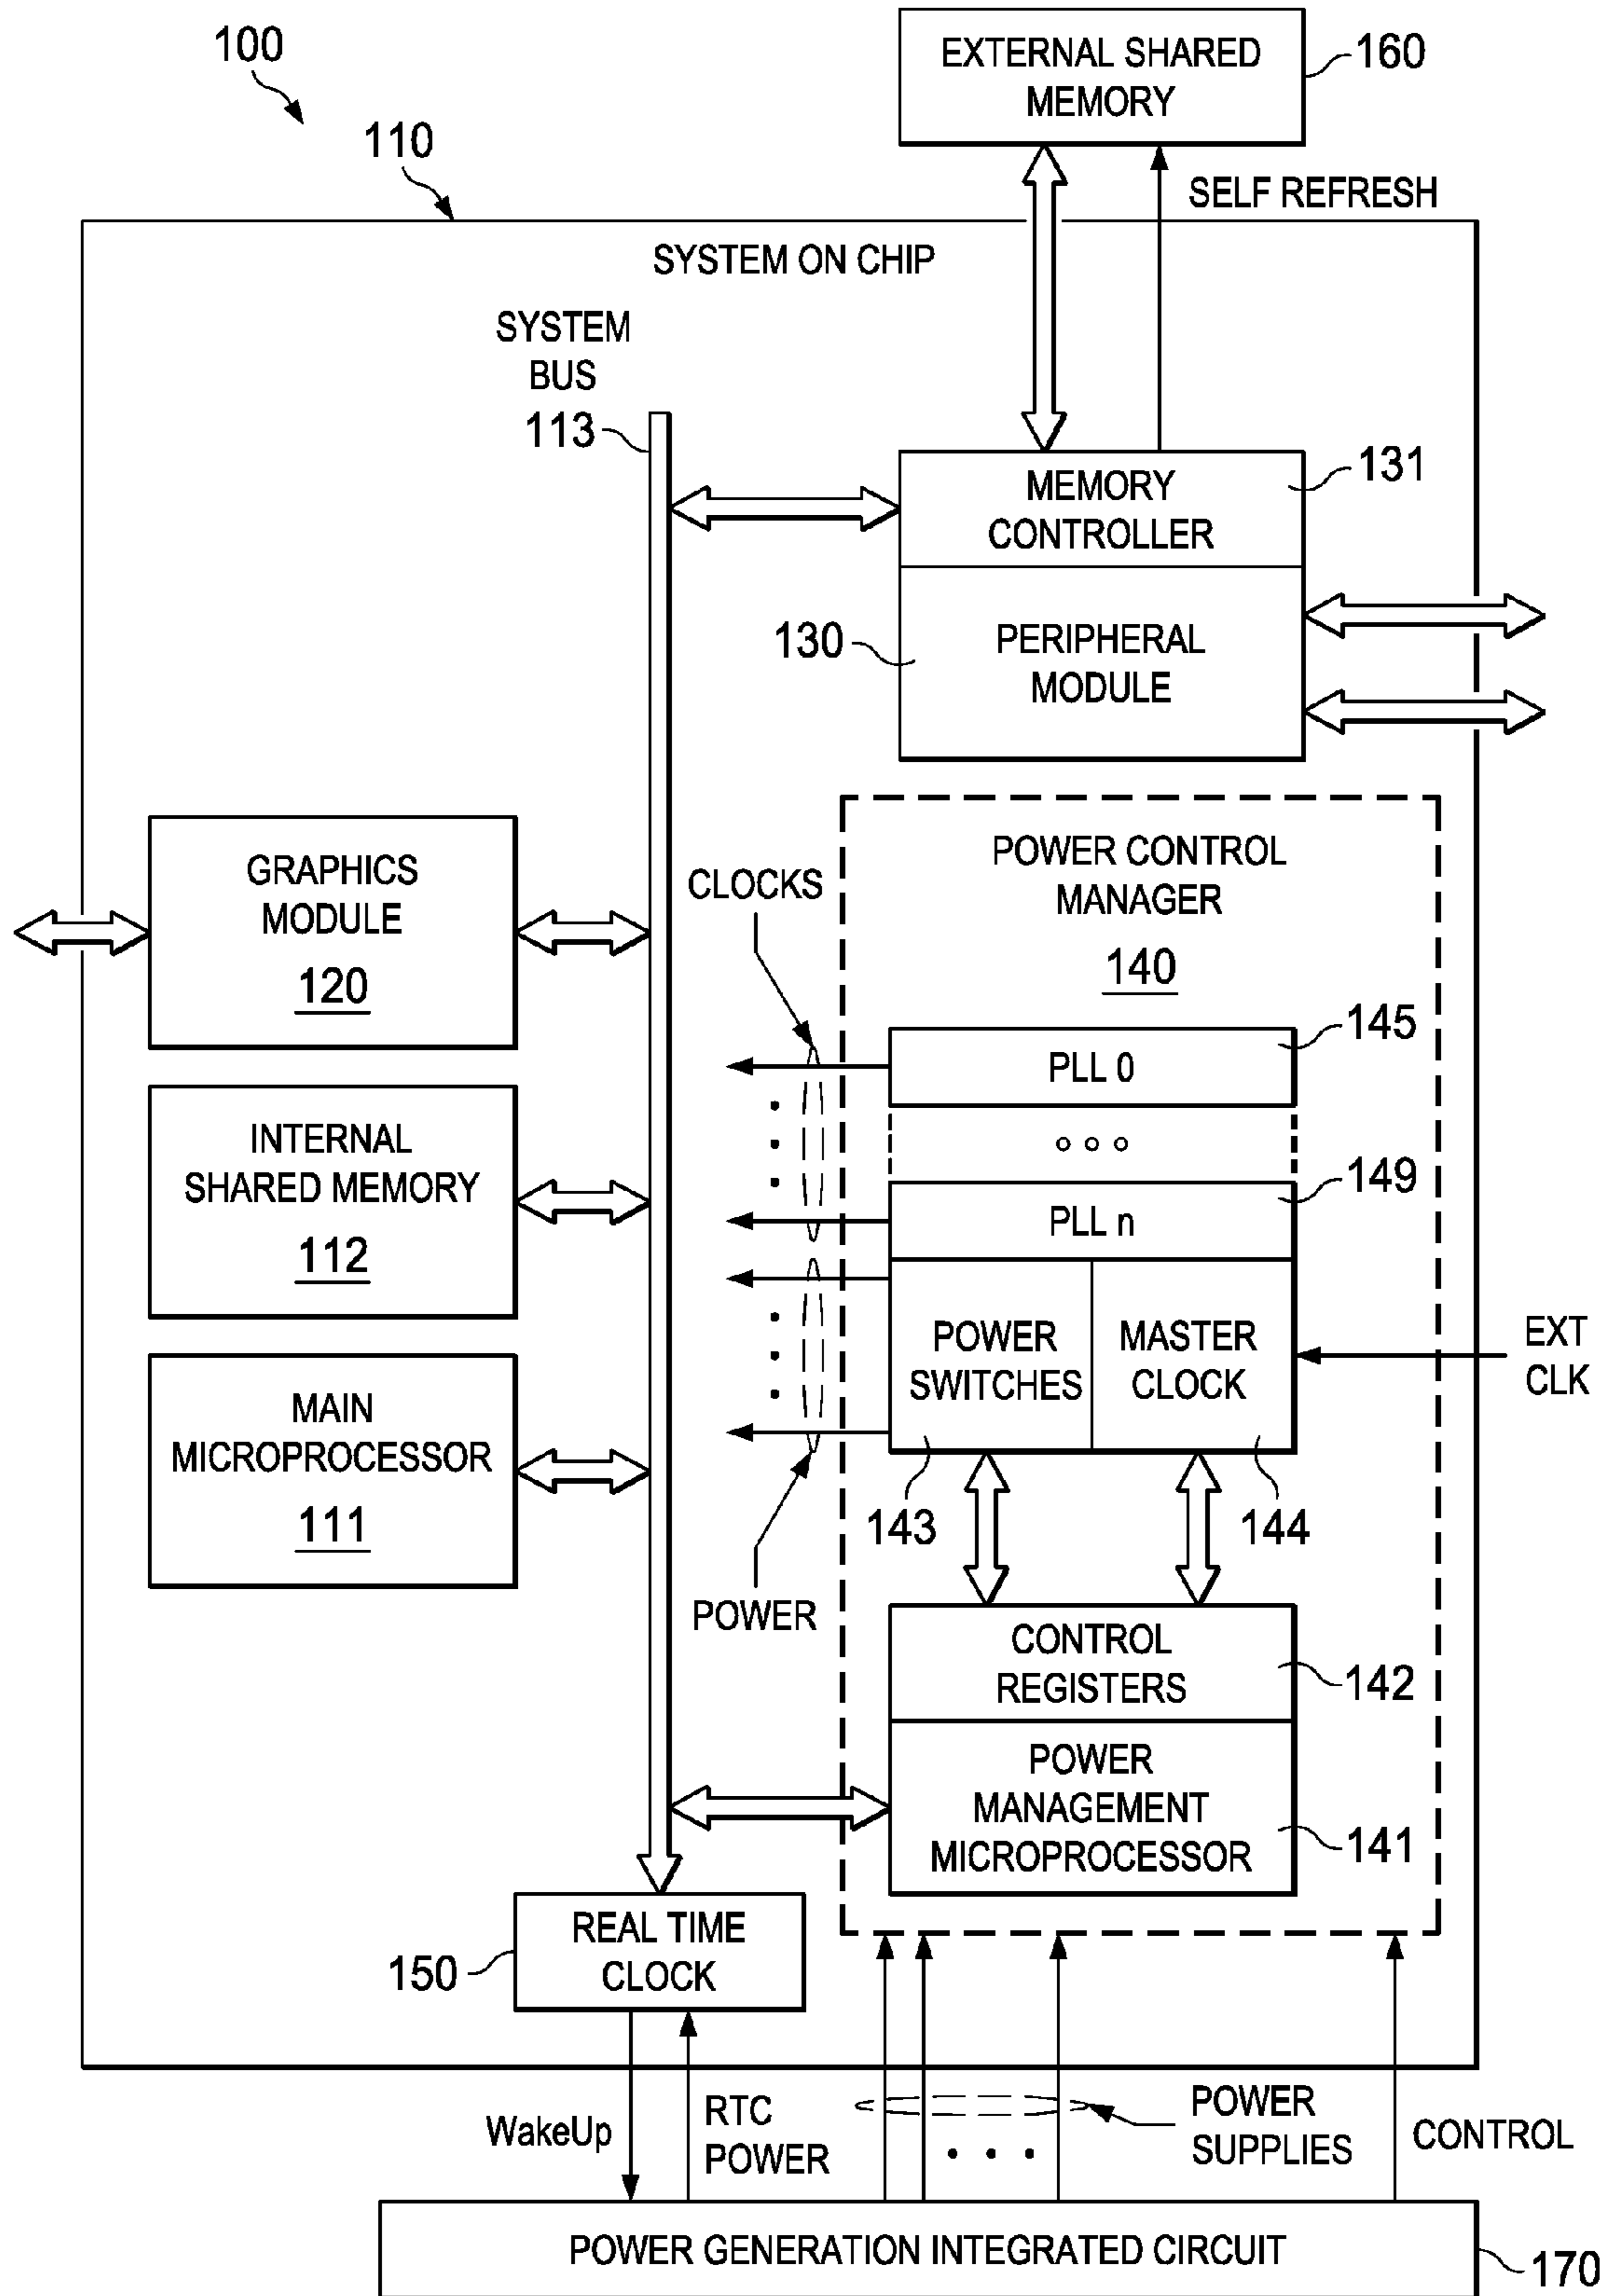 100
110
EXTERNAL SHARED
MEMORY
160
SELF REFRESH
SYSTEM ON CHIP
SYSTEM
BUS
113
MEMORY
CONTROLLER
131
130
PERIPHERAL
MODULE
GRAPHICS
MODULE
120
CLOCKS
POWER CONTROL
MANAGER
140
145
PLL 0
149
PLL n
INTERNAL
SHARED MEMORY
112
POWER
SWITCHES
MASTER
CLOCK
EXT
CLK
MAIN
MICROPROCESSOR
111
143
144
POWER
CONTROL
REGISTERS
142
POWER
MANAGEMENT
MICROPROCESSOR
141
REAL TIME
CLOCK
150
WakeUp
RTC
POWER
POWER
SUPPLIES
CONTROL
POWER GENERATION INTEGRATED CIRCUIT
170